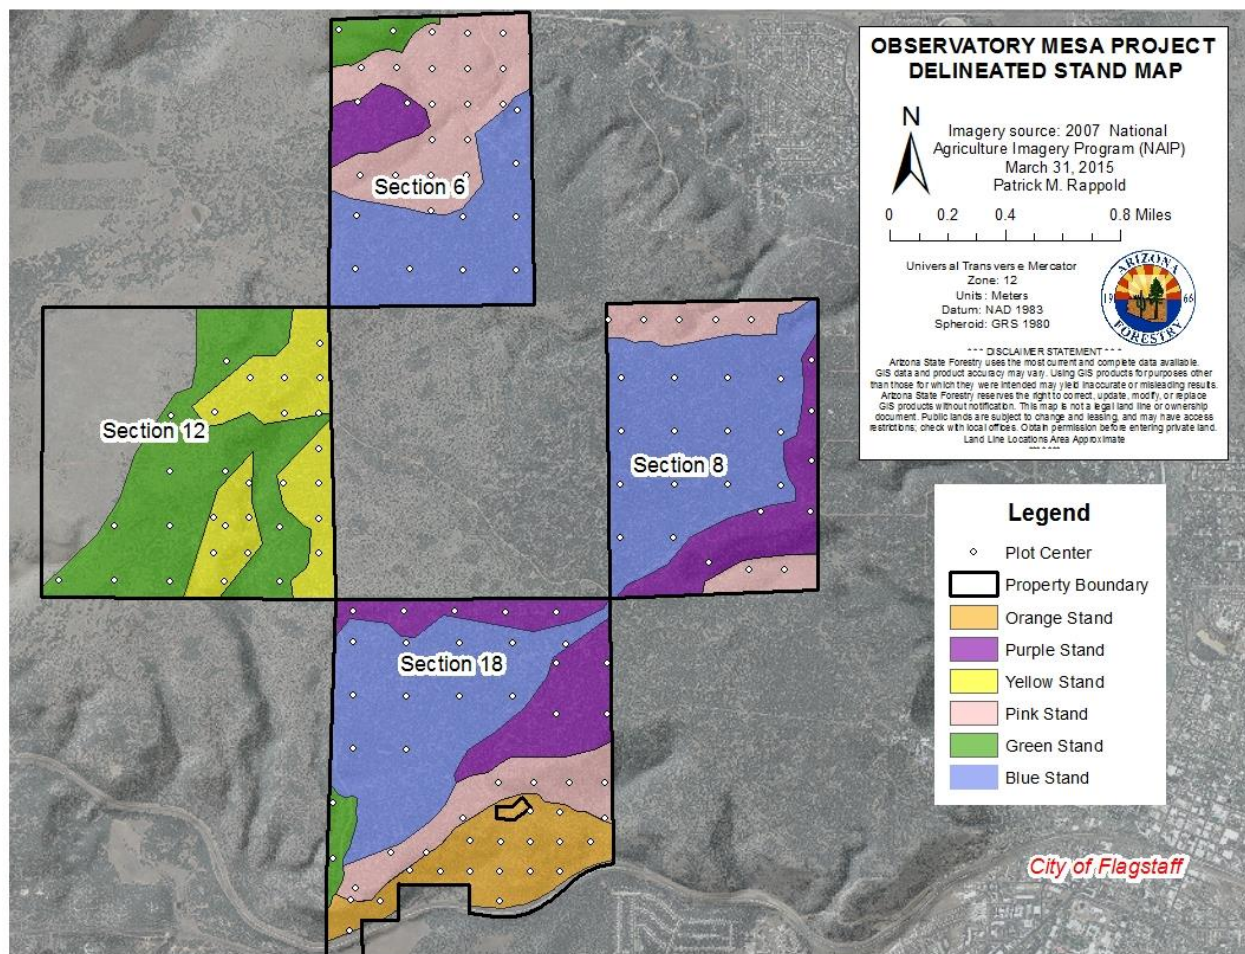 OBSERVATORY MESA PROJECT
DELINEATED STAND MAP
N
Imagery source: 2007 National
Agriculture Imagery Program (NAIP)
March 31, 2015
Patrick M. Rappold
0 0.2 0.4 0.8 Miles
Universal Transverse Mercator
Zone: 12
Units: Meters
Datum: NAD 1983
Spheroid: GRS 1980
ARIZONA
19 66
FORESTRY
- - - DISCLAIMER STATEMENT - - -
Arizona State Forestry uses the most current and complete data available.
GIS data and product accuracy may vary. Using GIS products for purposes other
than those for which they were intended may yield inaccurate or misleading results.
Arizona State Forestry reserves the right to correct, update, modify, or replace
GIS products without notification. This map is not a legal land line or ownership
document. Public lands are subject to change and leasing, and may have access
restrictions; check with local offices. Obtain permission before entering private land.
Land Line Locations Area Approximate
Section 6
Section 12
Section 8
Section 18
Legend
Plot Center
Property Boundary
Orange Stand
Purple Stand
Yellow Stand
Pink Stand
Green Stand
Blue Stand
City of Flagstaff